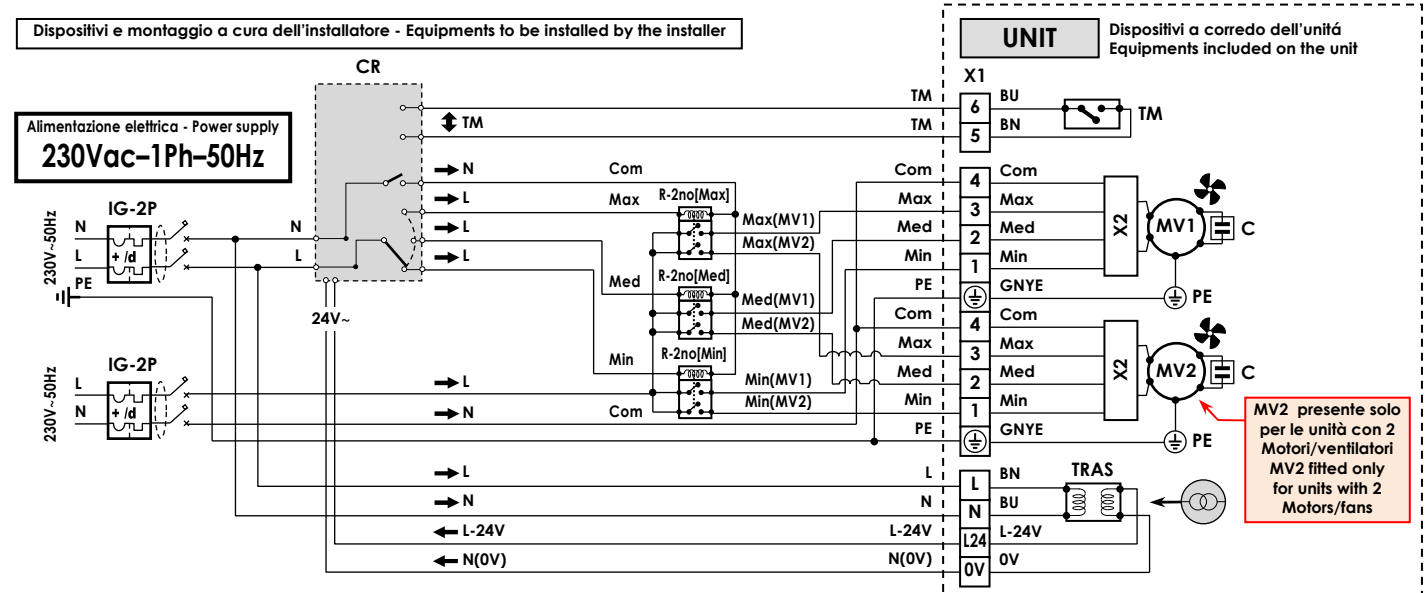 Dispositivi e montaggio a cura dell'installatore - Equipments to be installed by the installer
UNIT
Dispositivi a corredo dell'unitá
Equipments included on the unit
CR
X1
Alimentazione elettrica - Power supply
230Vac–1Ph–50Hz
TM
TM
TM
6
5
BU
BN
TM
N
L
L
L
Com
Max
Med
Min
R-2no[Max]
Max(MV1)
Max(MV2)
R-2no[Med]
Med(MV1)
Med(MV2)
R-2no[Min]
Min(MV1)
Min(MV2)
Com
Max
Med
Min
PE
4
3
2
1
Com
Max
Med
Min
GNYE
X2
MV1
C
PE
IG-2P
230V~50Hz
N
L
+ /d
PE
N
L
24V~
Com
Max
Med
Min
PE
4
3
2
1
Com
Max
Med
Min
GNYE
X2
MV2
C
PE
IG-2P
230V~50Hz
L
N
+ /d
L
N
Com
MV2 presente solo
per le unità con 2
Motori/ventilatori
MV2 fitted only
for units with 2
Motors/fans
L
N
L-24V
N(0V)
L
N
L-24V
N(0V)
L
N
L24
0V
BN
BU
L-24V
0V
TRAS